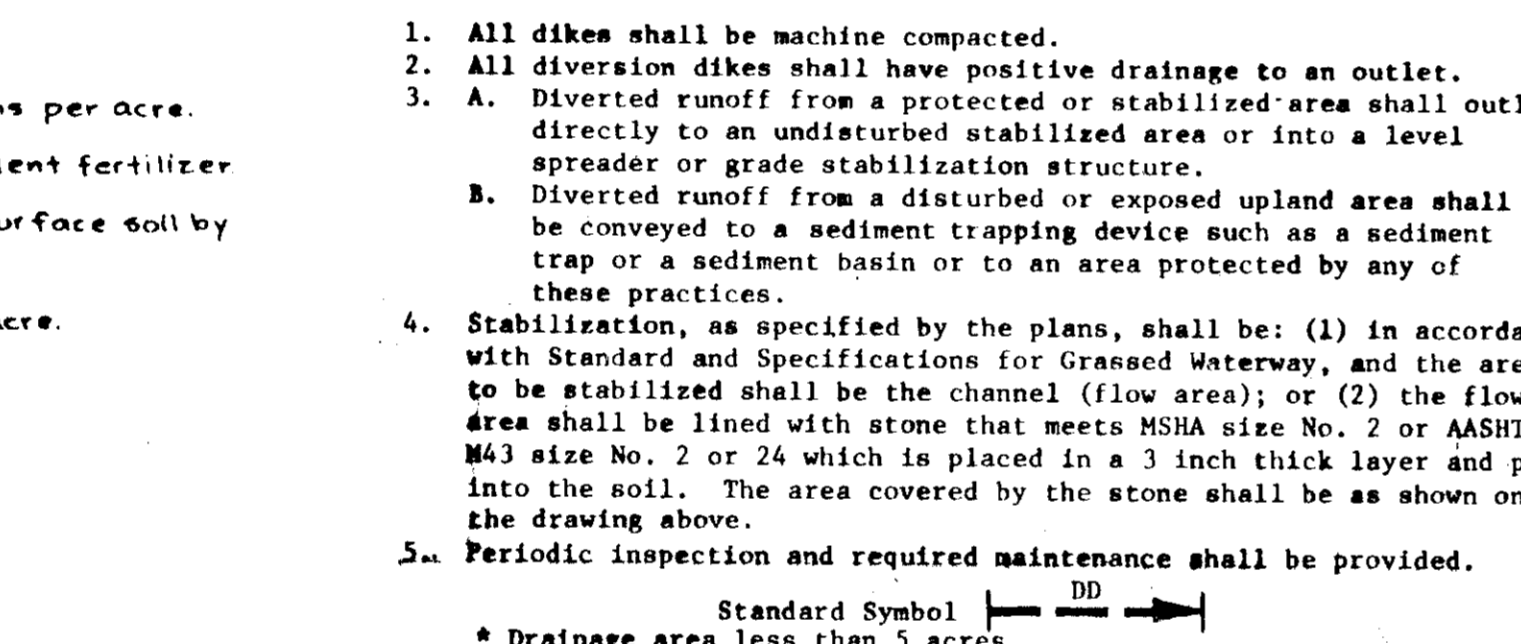 ns per acre.
ent fertilizer
urface soil by
acre.
1. All dikes shall be machine compacted.
2. All diversion dikes shall have positive drainage to an outlet.
3. A. Diverted runoff from a protected or stabilized area shall outl
directly to an undisturbed stabilized area or into a level
spreader or grade stabilization structure.
B. Diverted runoff from a disturbed or exposed upland area shall
be conveyed to a sediment trapping device such as a sediment
trap or a sediment basin or to an area protected by any of
these practices.
4. Stabilization, as specified by the plans, shall be: (1) in accorda
with Standard and Specifications for Grassed Waterway, and the are
to be stabilized shall be the channel (flow area); or (2) the flow
area shall be lined with stone that meets MSHA size No. 2 or AASHT
M43 size No. 2 or 24 which is placed in a 3 inch thick layer and p
into the soil. The area covered by the stone shall be as shown on
the drawing above.
5. Periodic inspection and required maintenance shall be provided.
Standard Symbol DD
* Drainage area less than 5 acres